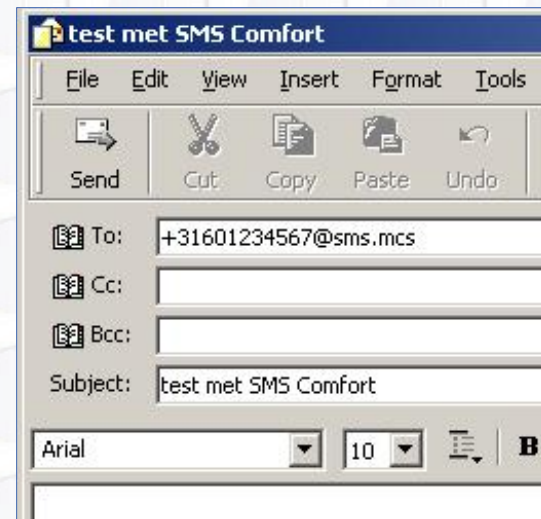 test met SMS Comfort
File Edit View Insert Format Tools
Send Cut Copy Paste Undo
To: +31601234567@sms.mcs
Cc:
Bcc:
Subject: test met SMS Comfort
Arial 10 B